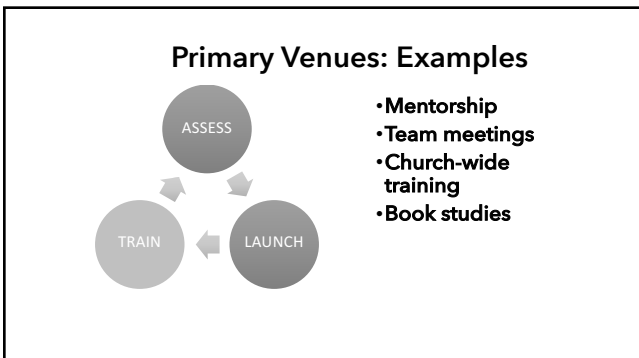 Primary Venues: Examples
ASSESS
TRAIN
LAUNCH
•Mentorship
•Team meetings
•Church-wide
training
•Book studies